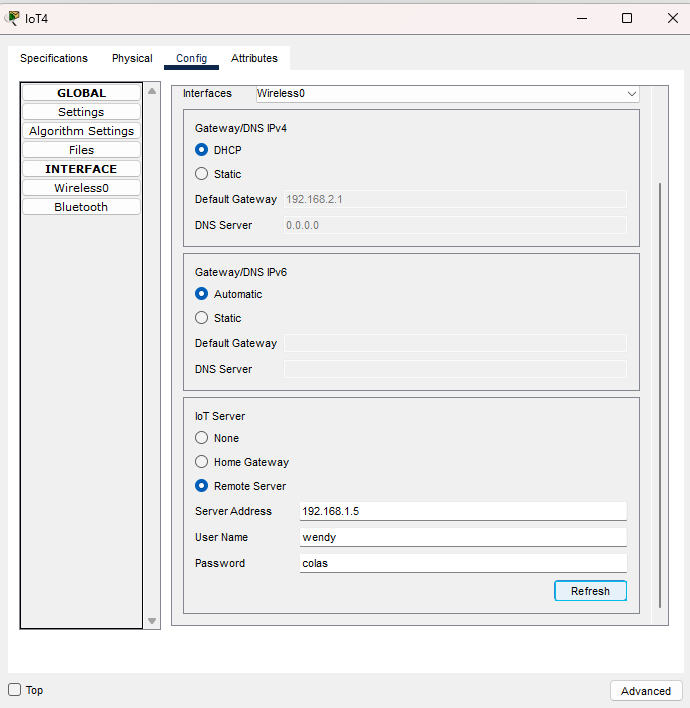 IoT4
Specifications Physical Config Attributes
GLOBAL
Settings
Algorithm Settings
Files
INTERFACE
Wireless0
Bluetooth
Interfaces Wireless0
Gateway/DNS IPv4
DHCP
Static
Default Gateway 192.168.2.1
DNS Server 0.0.0.0
Gateway/DNS IPv6
Automatic
Static
Default Gateway
DNS Server
IoT Server
None
Home Gateway
Remote Server
Server Address 192.168.1.5
User Name wendy
Password colas
Refresh
Top Advanced